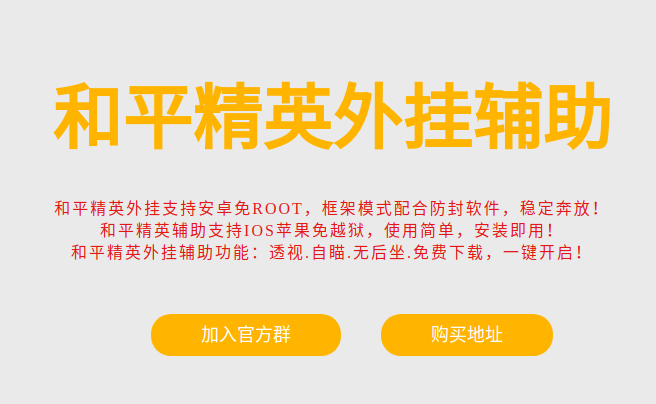 和平精英外挂辅助
和平精英外挂支持安卓免ROOT，框架模式配合防封软件，稳定奔放！
和平精英辅助支持IOS苹果免越狱，使用简单，安装即用！
和平精英外挂辅助功能：透视.自瞄.无后坐.免费下载，一键开启！
加入官方群
购买地址